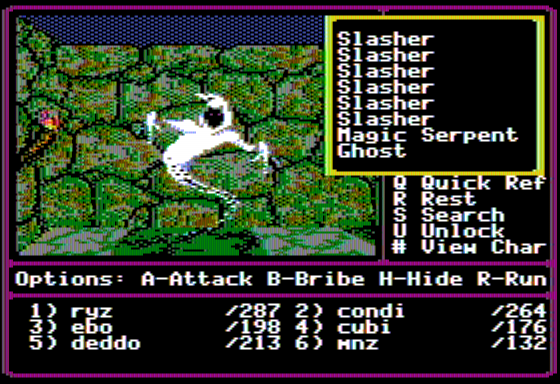 Slasher
Slasher
Slasher
Slasher
Slasher
Slasher
Magic Serpent
Ghost
Q Quick Ref
R Rest
S Search
U Unlock
# View Char
Options: A-Attack B-Bribe H-Hide R-Run
1) ryz /287 2) condi /264
3) ebo /198 4) cubi /176
5) deddo /213 6) mnz /132